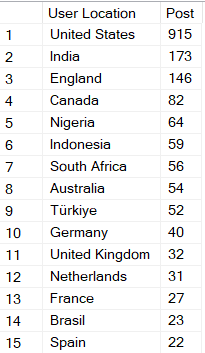 User Location Post
1 United States 915
2 India 173
3 England 146
4 Canada 82
5 Nigeria 64
6 Indonesia 59
7 South Africa 56
8 Australia 54
9 Türkiye 52
10 Germany 40
11 United Kingdom 32
12 Netherlands 31
13 France 27
14 Brasil 23
15 Spain 22